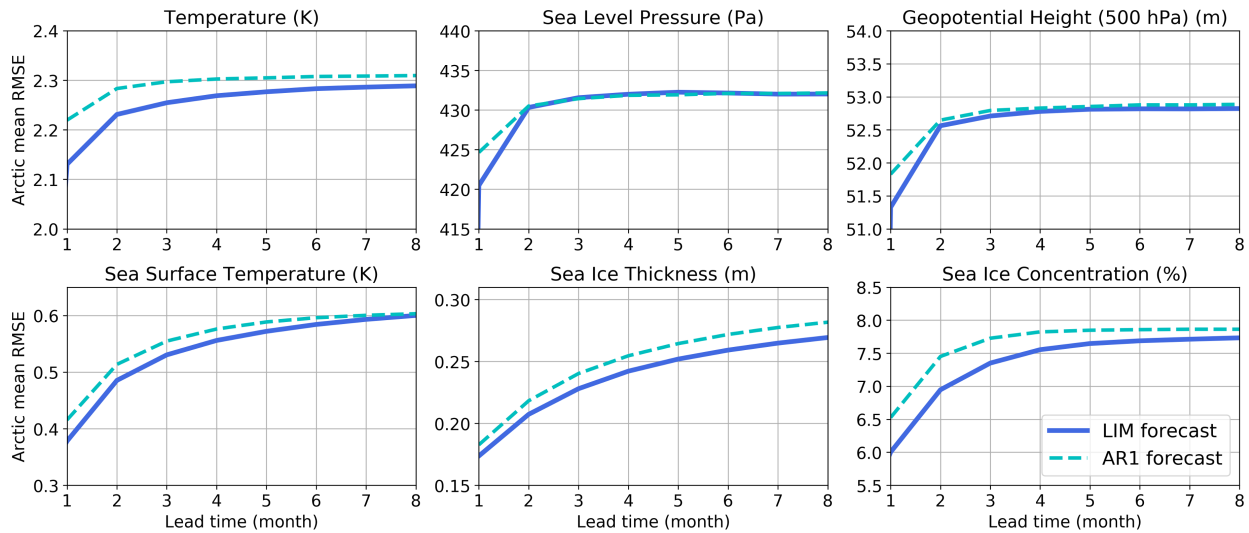 Temperature (K)
Arctic mean RMSE
2.4
2.3
2.2
2.1
2.0
1 2 3 4 5 6 7 8
Sea Level Pressure (Pa)
440
435
430
425
420
415
1 2 3 4 5 6 7 8
Geopotential Height (500 hPa) (m)
54.0
53.5
53.0
52.5
52.0
51.5
51.0
1 2 3 4 5 6 7 8
Sea Surface Temperature (K)
Arctic mean RMSE
0.6
0.5
0.4
0.3
1 2 3 4 5 6 7 8
Lead time (month)
Sea Ice Thickness (m)
0.30
0.25
0.20
0.15
1 2 3 4 5 6 7 8
Lead time (month)
Sea Ice Concentration (%)
8.5
8.0
7.5
7.0
6.5
6.0
5.5
LIM forecast
AR1 forecast
1 2 3 4 5 6 7 8
Lead time (month)